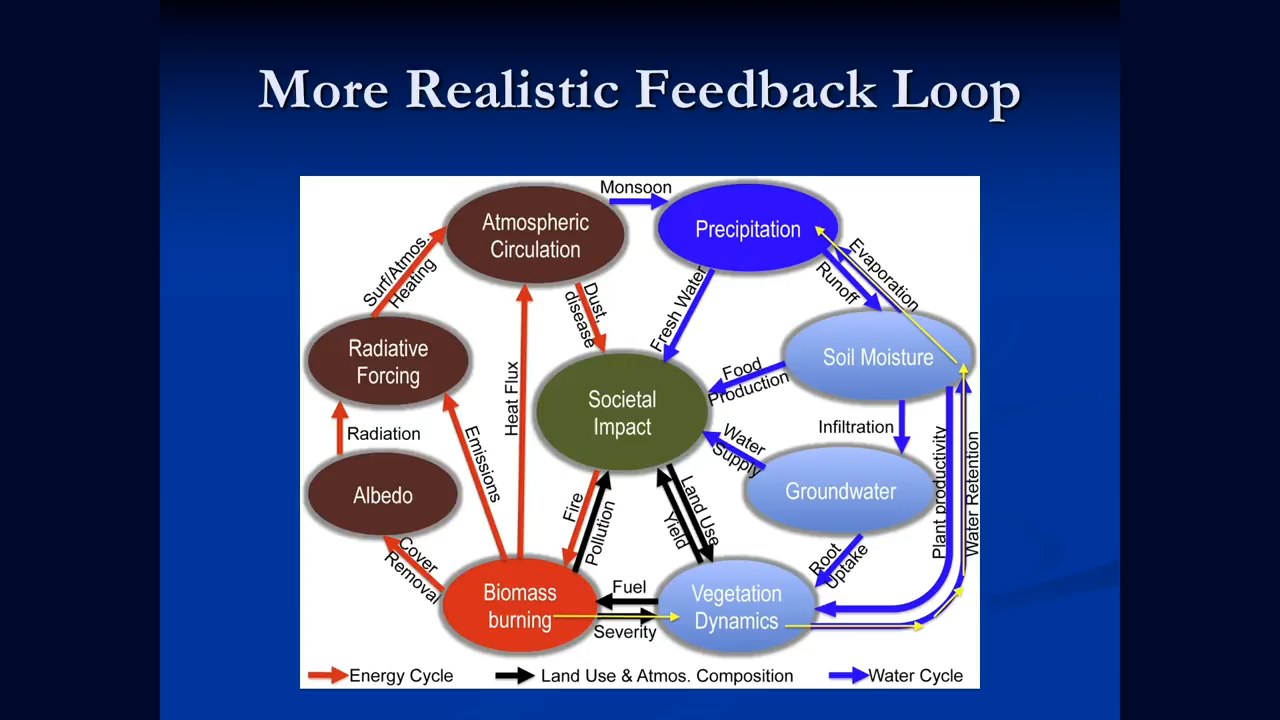 More Realistic Feedback Loop
Monsoon
Atmospheric
Circulation
Precipitation
Surf/Atmos.
Heating
Dust,
disease
Fresh Water
Runoff
Evaporation
Radiative
Forcing
Heat Flux
Societal
Impact
Food
Production
Soil Moisture
Radiation
Emissions
Water
Supply
Infiltration
Plant productivity
Water Retention
Albedo
Fire
Pollution
Land Use
Yield
Groundwater
Cover
Removal
Root
Uptake
Biomass
burning
Fuel
Severity
Vegetation
Dynamics
Energy Cycle
Land Use & Atmos. Composition
Water Cycle